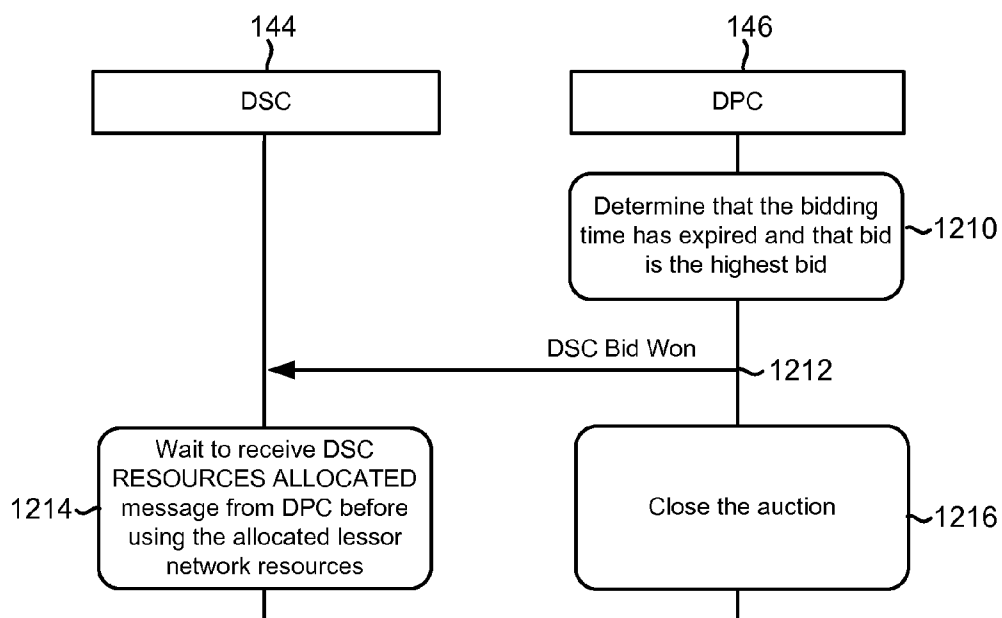 144
146
DSC
DPC
Determine that the bidding
time has expired and that bid
is the highest bid
1210
DSC Bid Won
1212
Wait to receive DSC
RESOURCES ALLOCATED
message from DPC before
using the allocated lessor
network resources
1214
Close the auction
1216